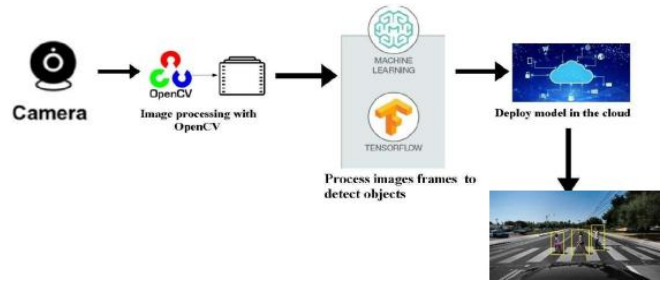 Camera
OpenCV
Image processing with
OpenCV
MACHINE
LEARNING
TENSORFLOW
Process images frames to
detect objects
Deploy model in the cloud